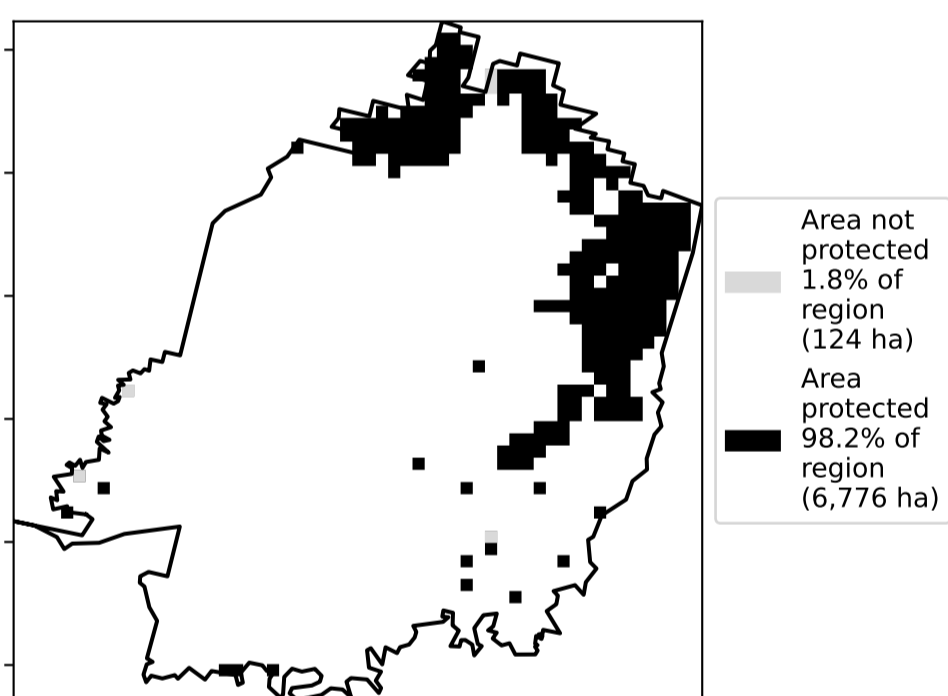 Area not
protected
1.8% of
region
(124 ha)
Area
protected
98.2% of
region
(6,776 ha)